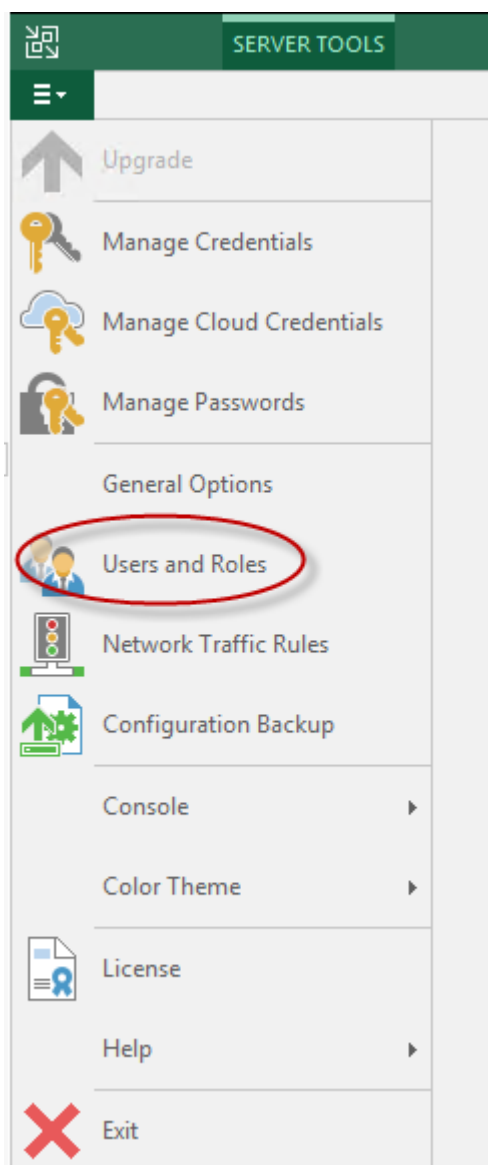 SERVER TOOLS
Upgrade
Manage Credentials
Manage Cloud Credentials
Manage Passwords
General Options
Users and Roles
Network Traffic Rules
Configuration Backup
Console
Color Theme
License
Help
Exit